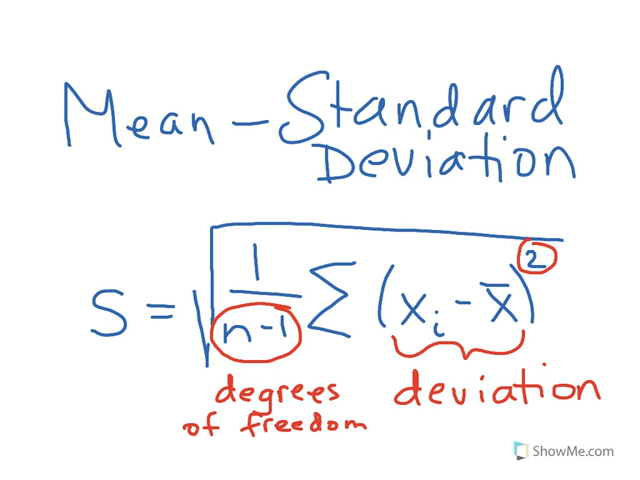 Mean – Standard
Deviation
S = √ 1/(n-1) Σ (xᵢ - x̄)²
degrees
of freedom
deviation
ShowMe.com